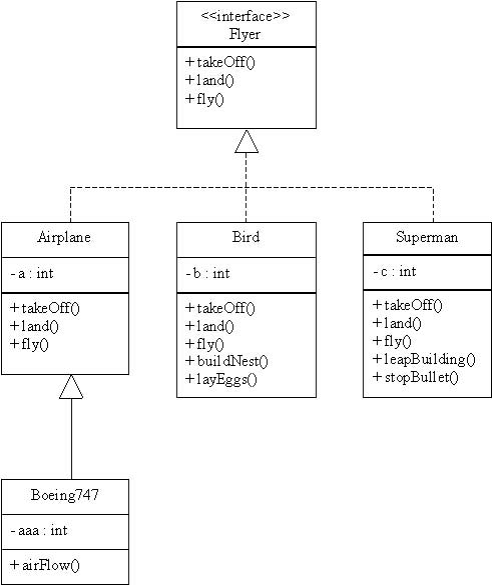 <<interface>>
Flyer
+takeOff()
+land()
+fly()
Airplane
-a : int
+takeOff()
+land()
+fly()
Bird
-b : int
+takeOff()
+land()
+fly()
+buildNest()
+layEggs()
Superman
-c : int
+takeOff()
+land()
+fly()
+leapBuilding()
+stopBullet()
Boeing747
-aaa : int
+airFlow()